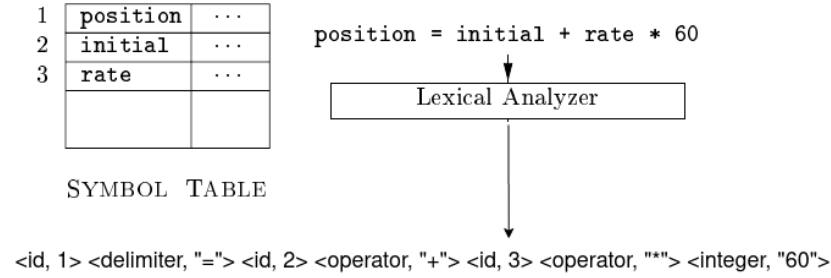 1 position ...
2 initial ...
3 rate ...
SYMBOL TABLE
position = initial + rate * 60
Lexical Analyzer
<id, 1> <delimiter, "="> <id, 2> <operator, "+"> <id, 3> <operator, "*"> <integer, "60">